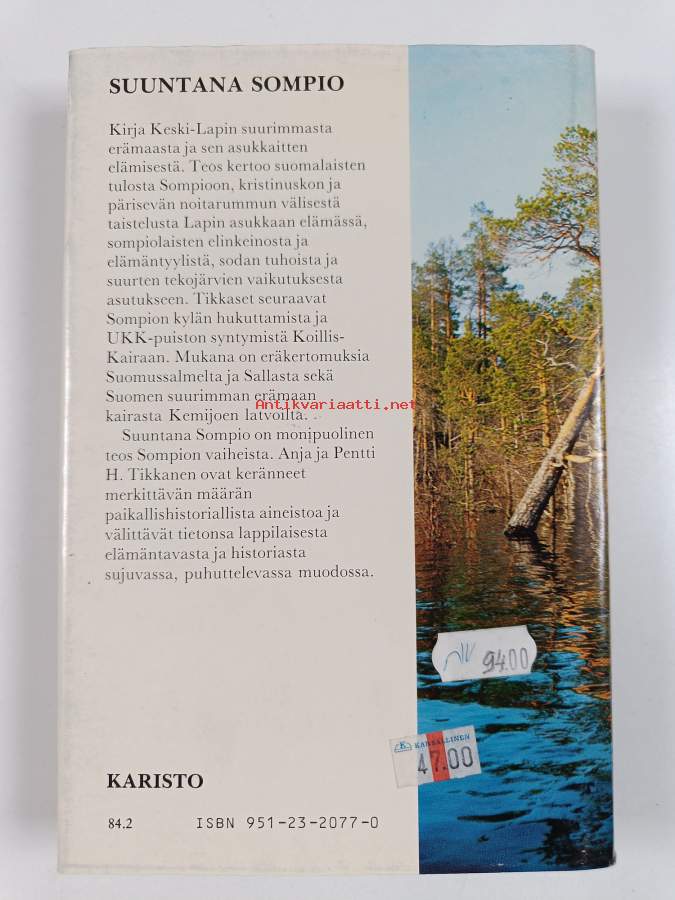 SUUNTANA SOMPIO
Kirja Keski-Lapin suurimmasta
erämaasta ja sen asukkaitten
elämisestä. Teos kertoo suomalaisten
tulosta Sompioon, kristinuskon ja
pärisevän noitarummun välisestä
taistelusta Lapin asukkaan elämässä,
sompiolaisten elinkeinosta ja
elämäntyylistä, sodan tuhoista ja
suurten tekojärvien vaikutuksesta
asutukseen. Tikkaset seuraavat
Sompion kylän hukuttamista ja
UKK-puiston syntymistä Koillis-
Kairaan. Mukana on eräkertomuksia
Suomussalmelta ja Sallasta sekä
Suomen suurimman erämaan
kairasta Kemijoen latvoilta.
Antikvariaatti.net
Suuntana Sompio on monipuolinen
teos Sompion vaiheista. Anja ja Pentti
H. Tikkanen ovat keränneet
merkittävän määrän
paikallishistoriallista aineistoa ja
välittävät tietonsa lappilaisesta
elämäntavasta ja historiasta
sujuvassa, puhuttelevassa muodossa.
94.00
K KANSALLINEN
47.00
KARISTO
84.2 ISBN 951-23-2077-0